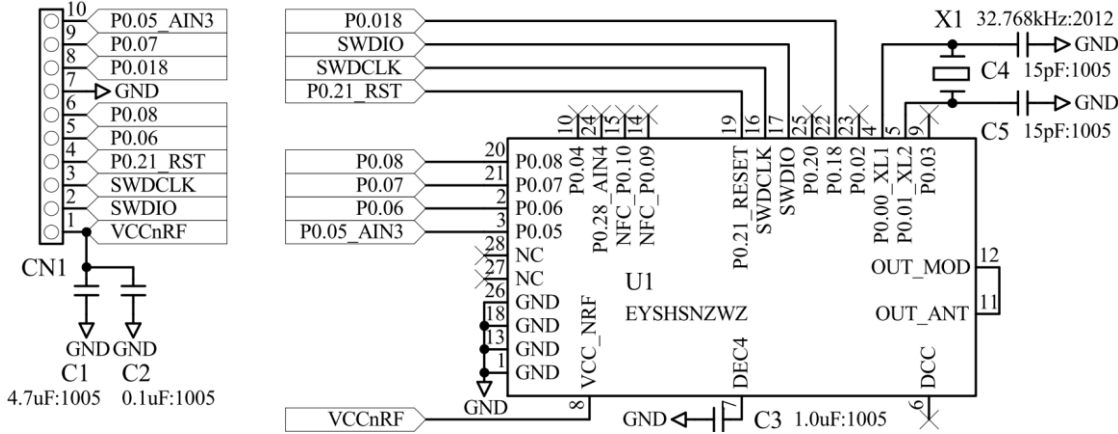 10 P0.05_AIN3
9 P0.07
8 P0.018
7 GND
6 P0.08
5 P0.06
4 P0.21_RST
3 SWDCLK
2 SWDIO
1 VCCnRF
CN1
GND GND
C1 C2
4.7uF:1005 0.1uF:1005
P0.018
SWDIO
SWDCLK
P0.21_RST
P0.08
P0.07
P0.06
P0.05_AIN3
VCCnRF
20 P0.08
21 P0.07
2 P0.06
3 P0.05
28 NC
27 NC
26 GND
18 GND
13 GND
1 GND
GND
10 P0.04
24 P0.28_AIN4
15 NFC_P0.10
14 NFC_P0.09
19 P0.21_RESET
16 SWDCLK
17 SWDIO
25 P0.20
22 P0.18
23 P0.02
4 P0.00_XL1
5 P0.01_XL2
9 P0.03
U1
EYSHSNZWZ
OUT_MOD 12
OUT_ANT 11
VCC_NRF 8
DEC4 7
DCC 6
GND C3 1.0uF:1005
X1 32.768kHz:2012
GND
C4 15pF:1005
GND
C5 15pF:1005